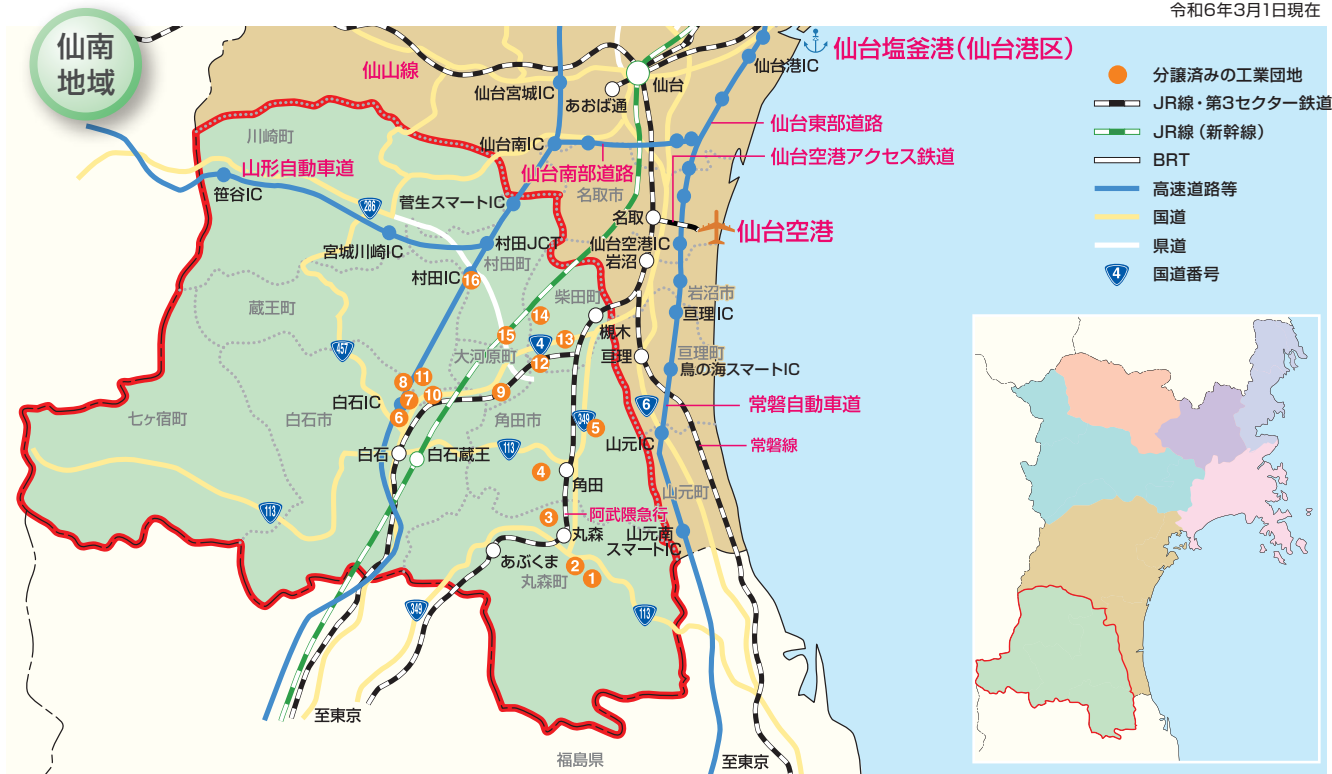 令和6年3月1日現在
仙南
地域
仙台塩釜港(仙台港区)
仙台港IC
仙山線
仙台
仙台宮城IC
あおば通
分譲済みの工業団地
JR線・第3セクター鉄道
JR線(新幹線)
BRT
高速道路等
国道
県道
4
国道番号
川崎町
仙台南IC
仙台東部道路
仙台空港アクセス鉄道
山形自動車道
仙台南部道路
笹谷IC
名取市
菅生スマートIC
286
名取
仙台空港
村田JCT
仙台空港IC
宮城川崎IC
岩沼
村田町
村田IC
16
柴田町
岩沼市
蔵王町
14
亘理IC
槻木
15
13
4
457
大河原町
12
亘理
亘理町
鳥の海スマートIC
8
11
7
10
9
白石IC
6
6
常磐自動車道
七ヶ宿町
白石市
角田市
349
5
山元IC
常磐線
113
白石
白石蔵王
4
角田
山元町
113
3
阿武隈急行
丸森
山元南
スマートIC
あぶくま
2
1
丸森町
349
113
至東京
福島県
至東京